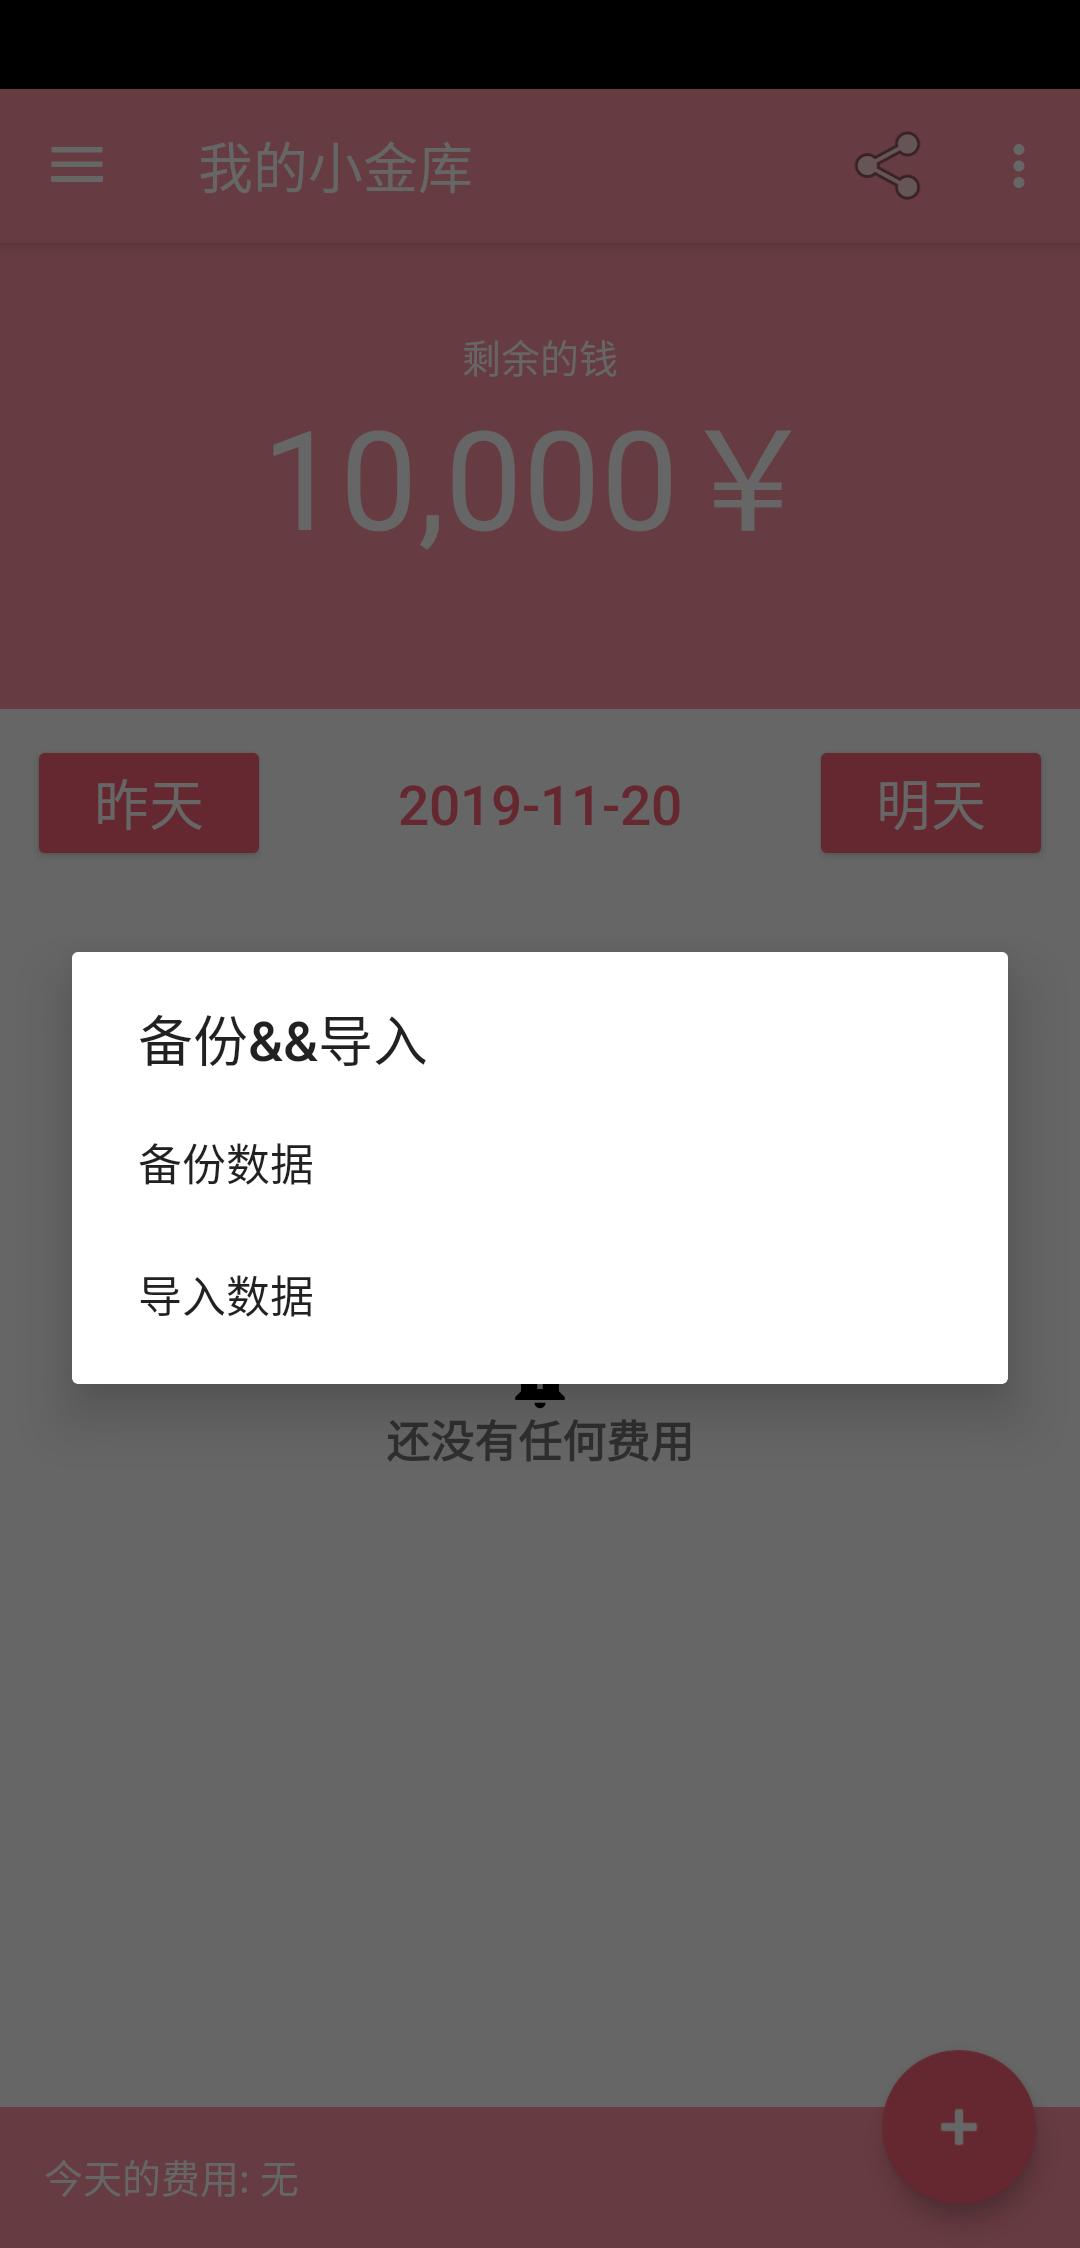 我的小金库
剩余的钱
10,000 ¥
昨天
2019-11-20
明天
备份&&导入
备份数据
导入数据
还没有任何费用
+
今天的费用: 无